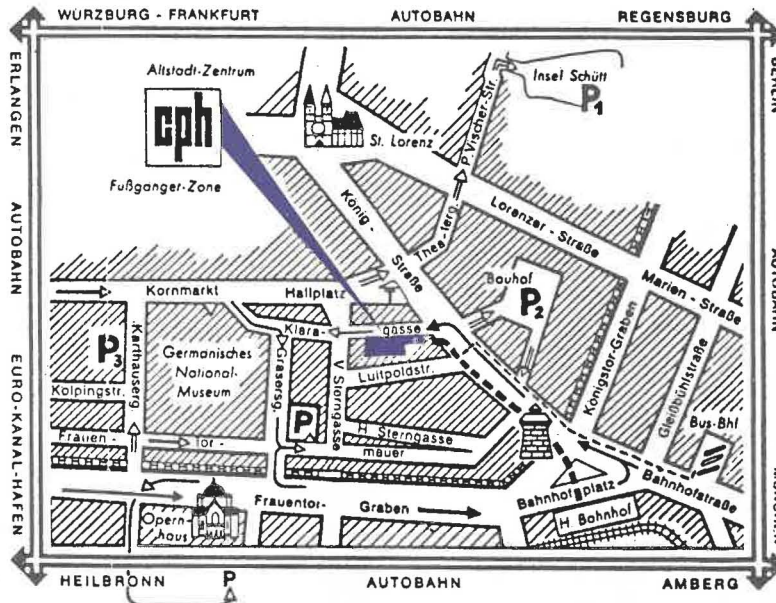 WÜRZBURG - FRANKFURT
AUTOBAHN
REGENSBURG
ERLANGEN
AUTOBAHN
EURO-KANAL-HAFEN
Altstadt-Zentrum
cph
Fußganger-Zone
St. Lorenz
P. Vischer-Str.
Insel Schütt
P1
König-
Straße
Thea-terg.
Lorenzer - Straße
Marien - Straße
Kornmarkt
Hallplatz
Bauhof
P2
Klara-
gasse
Königstor-Graben
Gleißbühlstraße
P3
Karthauserg.
Germanisches
National-
Museum
Grasersg.
V Sterngasse
Luitpoldstr.
Kolpingstr.
P
H Sterngasse
Bus-Bhf
Frauen-
Tor-
mauer
Bahnhofplatz
Bahnhofstraße
H. Bahnhof
Frauentor-
Graben
Opern-
haus
HEILBRONN
P
AUTOBAHN
AMBERG